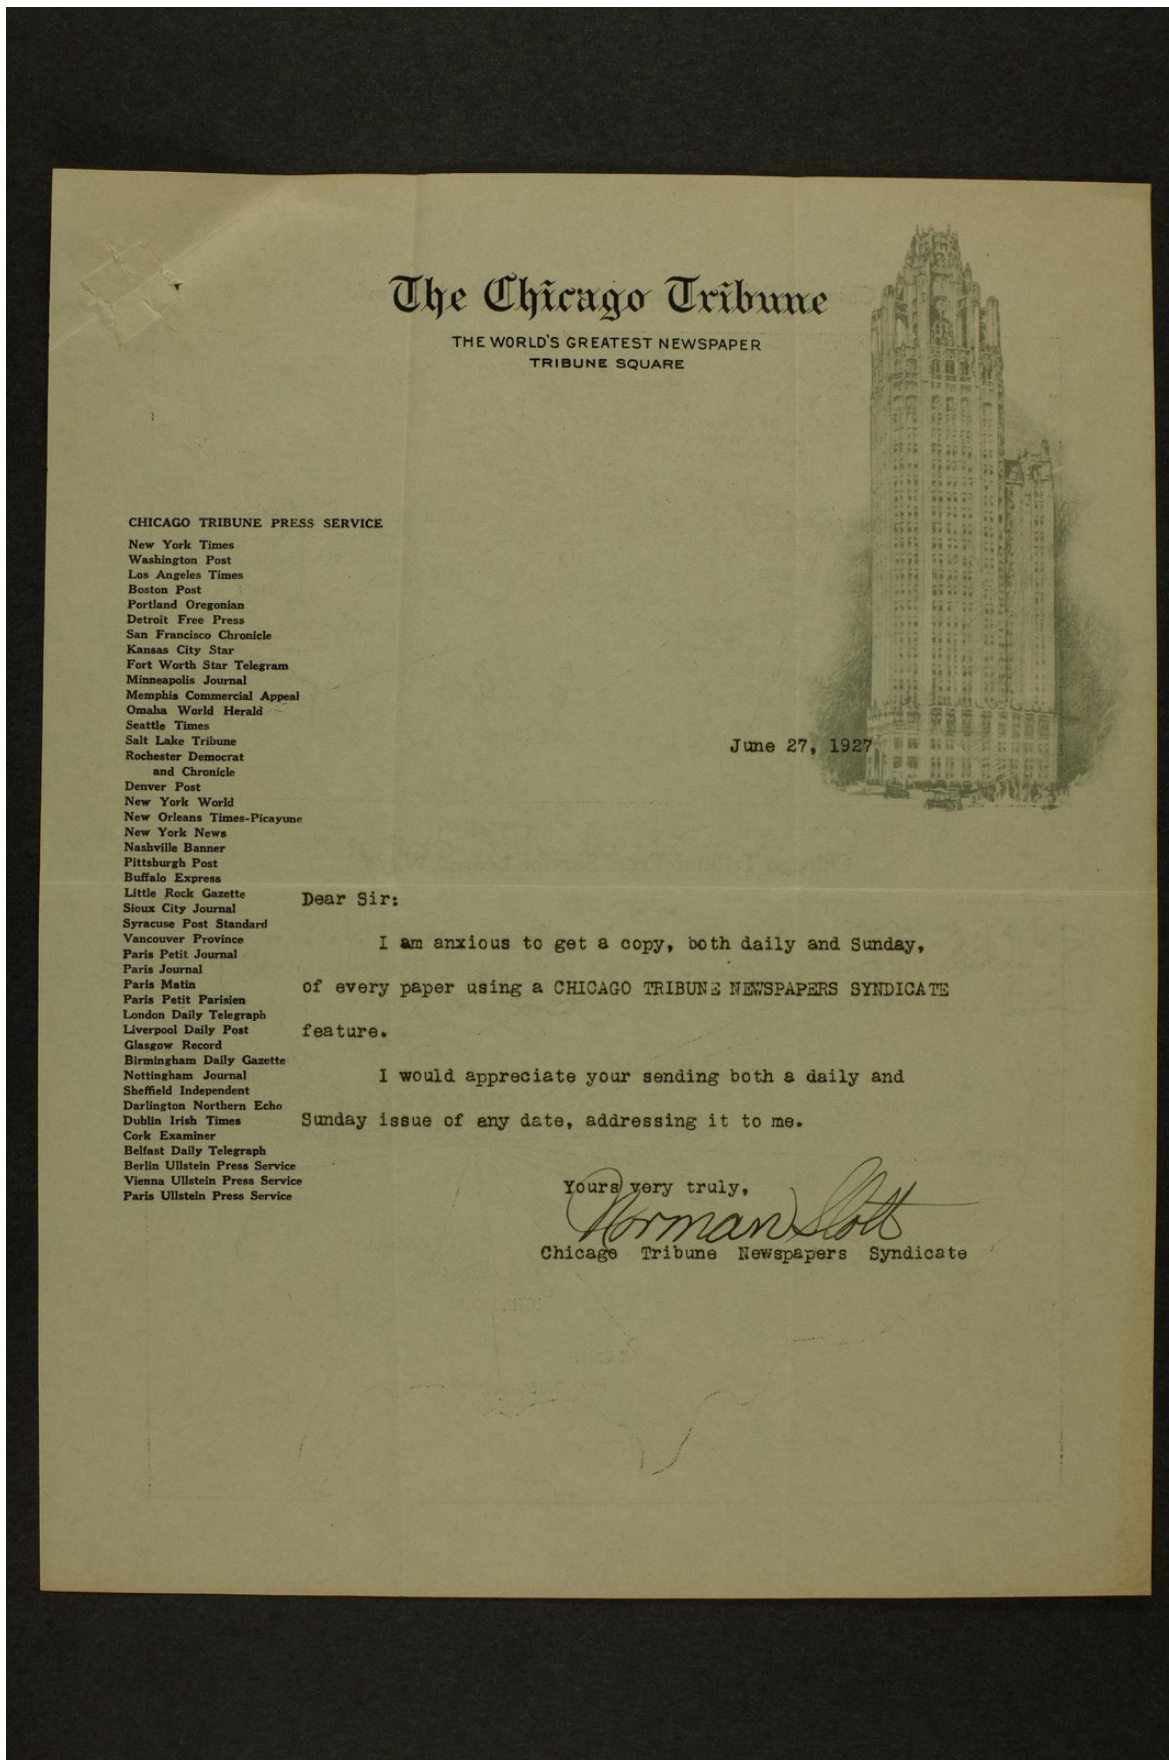 The Chicago Tribune
THE WORLD'S GREATEST NEWSPAPER
TRIBUNE SQUARE
CHICAGO TRIBUNE PRESS SERVICE
New York Times
Washington Post
Los Angeles Times
Boston Post
Portland Oregonian
Detroit Free Press
San Francisco Chronicle
Kansas City Star
Fort Worth Star Telegram
Minneapolis Journal
Memphis Commercial Appeal
Omaha World Herald
Seattle Times
Salt Lake Tribune
Rochester Democrat
and Chronicle
Denver Post
New York World
New Orleans Times-Picayune
New York News
Nashville Banner
Pittsburgh Post
Buffalo Express
Little Rock Gazette
Sioux City Journal
Syracuse Post Standard
Vancouver Province
Paris Petit Journal
Paris Journal
Paris Matin
Paris Petit Parisien
London Daily Telegraph
Liverpool Daily Post
Glasgow Record
Birmingham Daily Gazette
Nottingham Journal
Sheffield Independent
Darlington Northern Echo
Dublin Irish Times
Cork Examiner
Belfast Daily Telegraph
Berlin Ullstein Press Service
Vienna Ullstein Press Service
Paris Ullstein Press Service
June 27, 1927
Dear Sir:
I am anxious to get a copy, both daily and Sunday,
of every paper using a CHICAGO TRIBUNE NEWSPAPERS SYNDICATE
feature.
I would appreciate your sending both a daily and
Sunday issue of any date, addressing it to me.
Yours very truly,
Norman Slott
Chicago Tribune Newspapers Syndicate